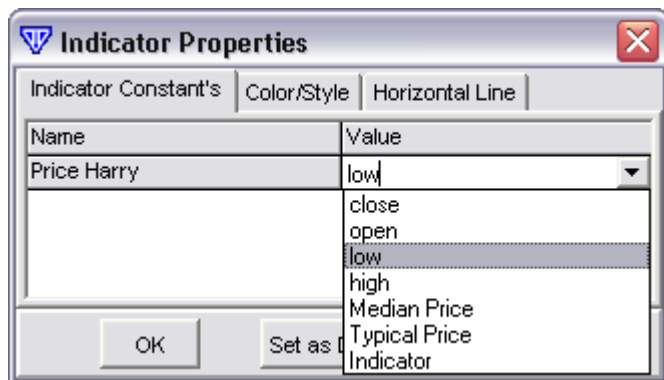 Indicator Properties
Indicator Constant's Color/Style Horizontal Line
Name Value
Price Harry low
close
open
low
high
Median Price
Typical Price
Indicator
OK Set as